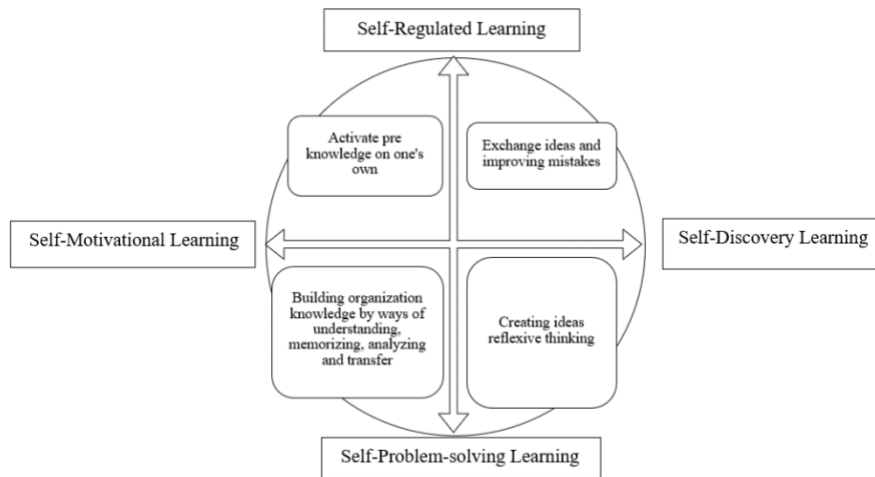 Self-Regulated Learning
Activate pre
knowledge on one's
own
Exchange ideas and
improving mistakes
Self-Motivational Learning
Self-Discovery Learning
Building organization
knowledge by ways of
understanding,
memorizing, analyzing
and transfer
Creating ideas
reflexive thinking
Self-Problem-solving Learning